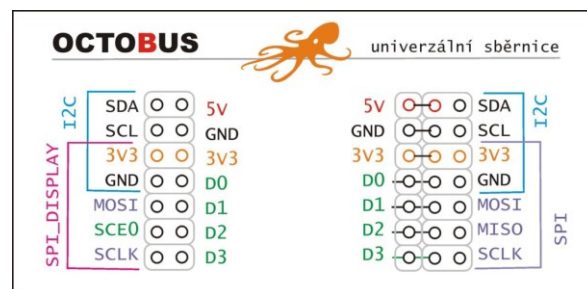 OCTOBUS
univerzální sběrnice
I2C
SPI_DISPLAY
SDA 5V
SCL GND
3V3 3V3
GND D0
MOSI D1
SCE0 D2
SCLK D3
5V SDA
GND SCL
3V3 3V3
D0 GND
D1 MOSI
D2 MISO
D3 SCLK
I2C
SPI